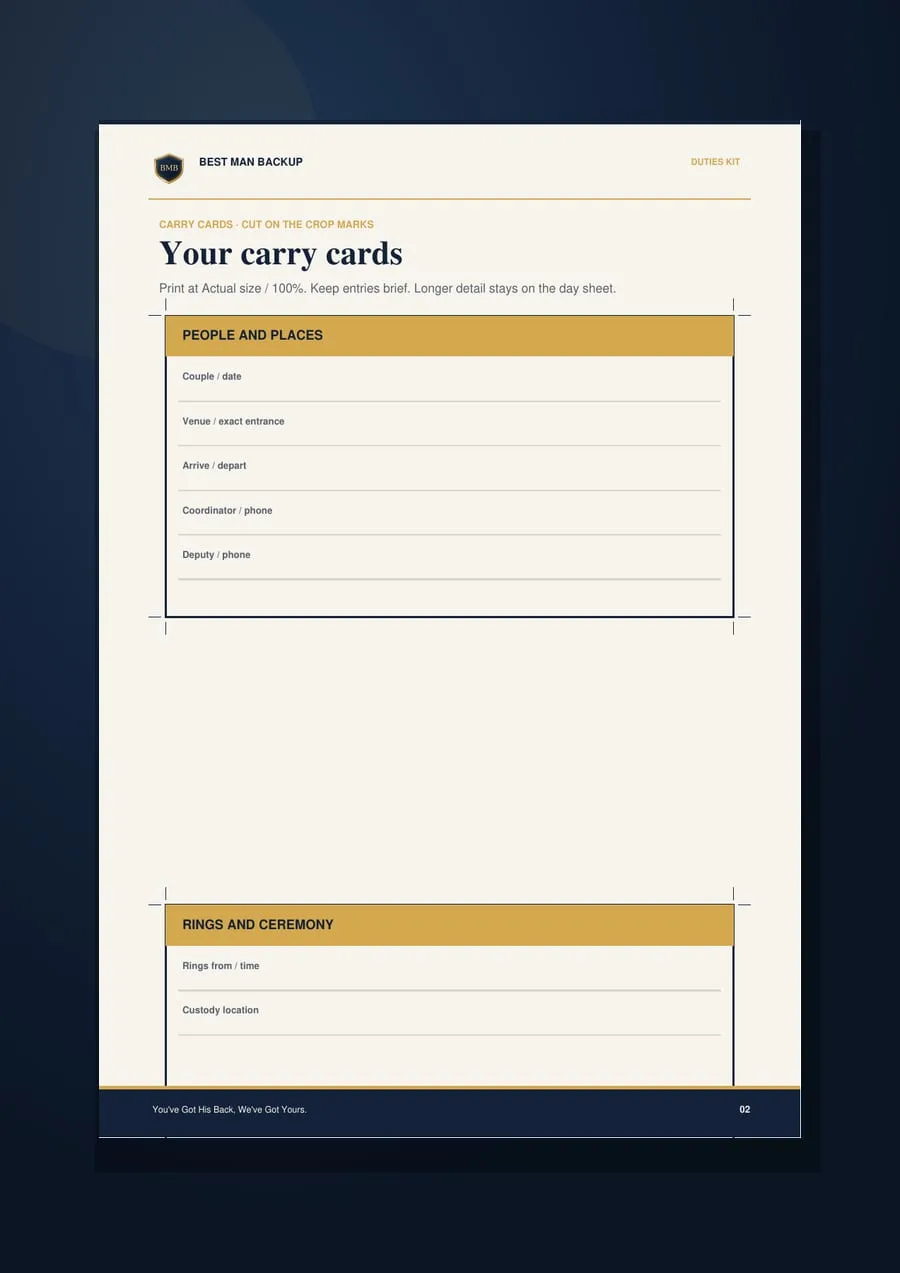 BMB
BEST MAN BACKUP
DUTIES KIT
CARRY CARDS · CUT ON THE CROP MARKS
Your carry cards
Print at Actual size / 100%. Keep entries brief. Longer detail stays on the day sheet.
PEOPLE AND PLACES
Couple / date
Venue / exact entrance
Arrive / depart
Coordinator / phone
Deputy / phone
RINGS AND CEREMONY
Rings from / time
Custody location
You've Got His Back, We've Got Yours.
02